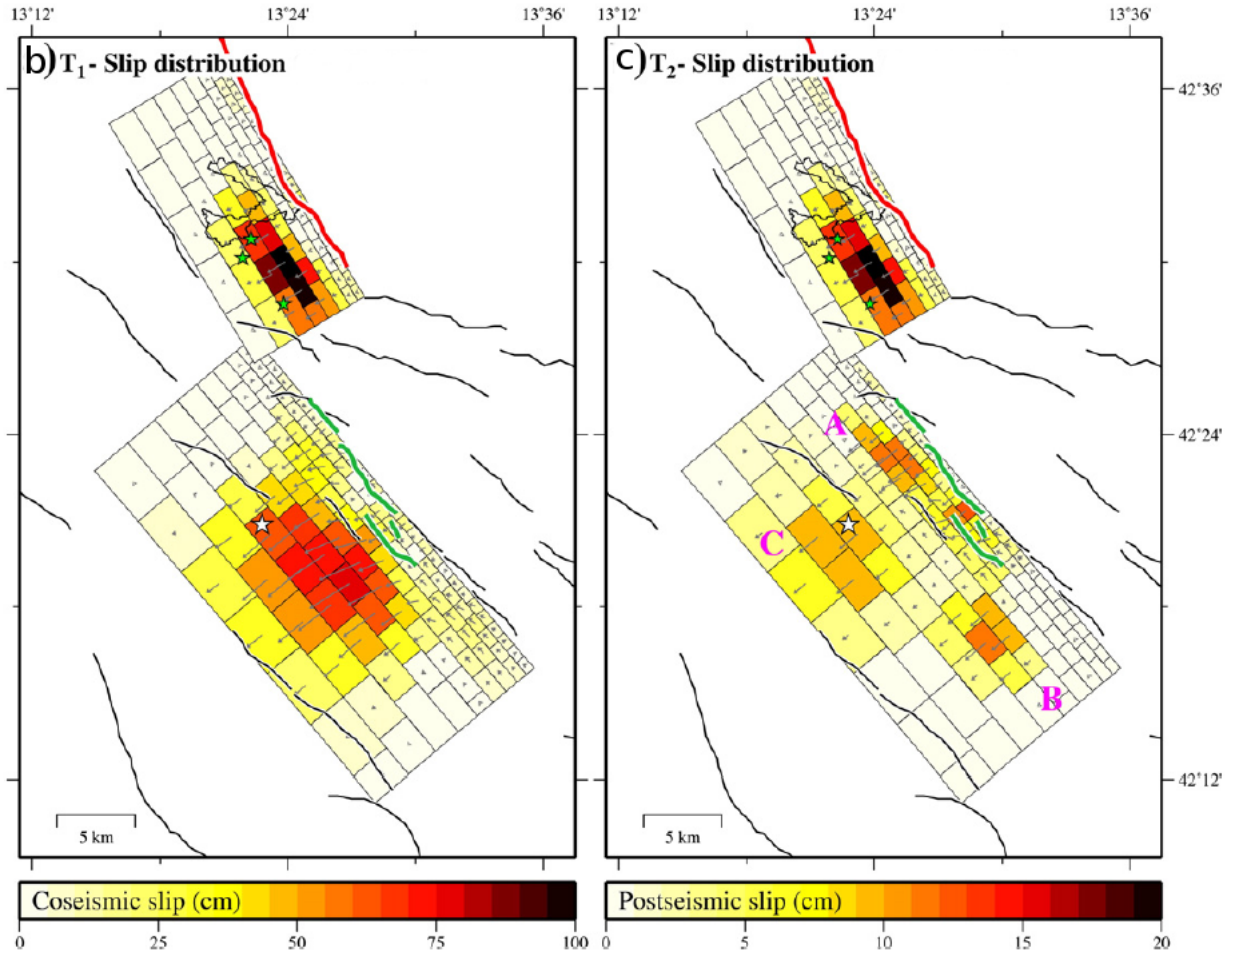 13˚12' 13˚24' 13˚36' 13˚12' 13˚24' 13˚36'
b) T1 - Slip distribution
c) T2 - Slip distribution
42˚36'
A
42˚24'
C
B
42˚12'
5 km
5 km
Coseismic slip (cm)
Postseismic slip (cm)
0 25 50 75 100
0 5 10 15 20